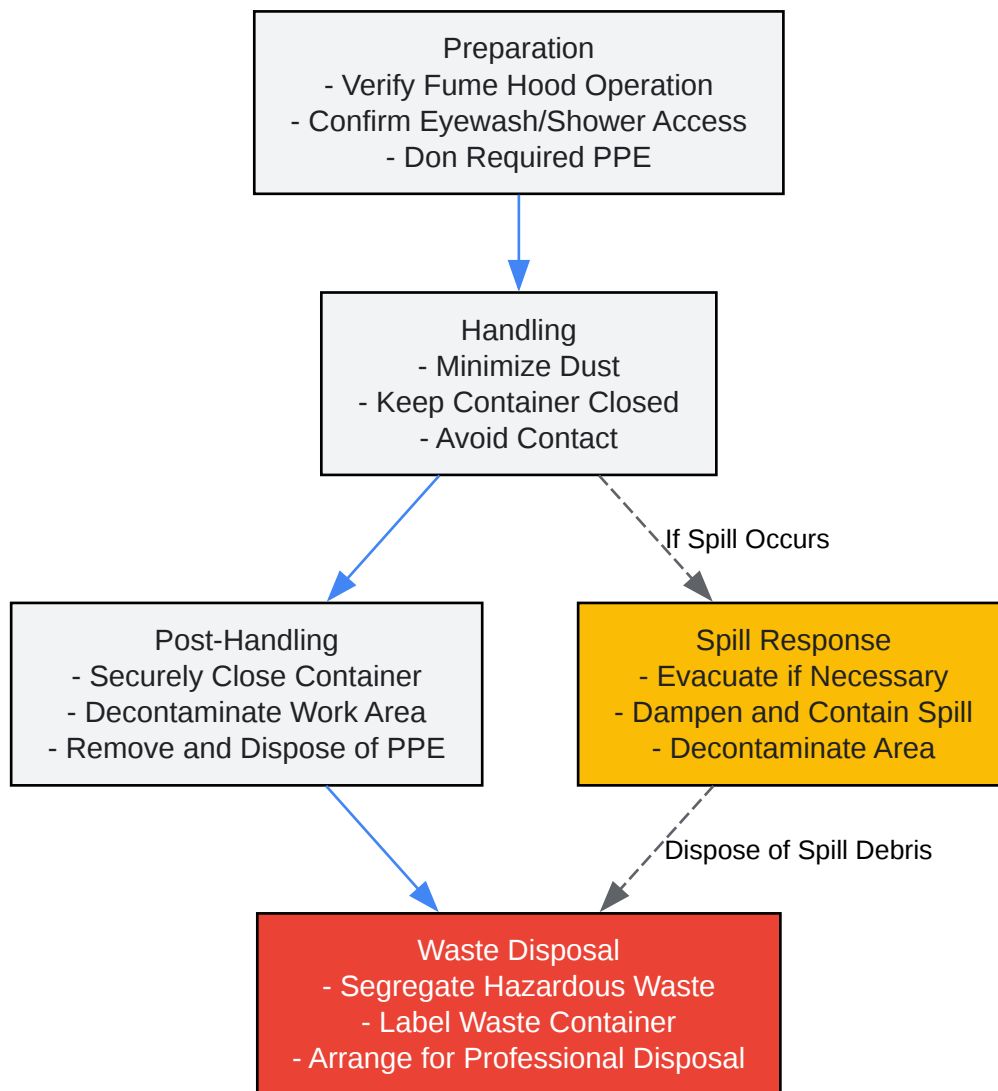 Preparation
- Verify Fume Hood Operation
- Confirm Eyewash/Shower Access
- Don Required PPE
Handling
- Minimize Dust
- Keep Container Closed
- Avoid Contact
If Spill Occurs
Post-Handling
- Securely Close Container
- Decontaminate Work Area
- Remove and Dispose of PPE
Spill Response
- Evacuate if Necessary
- Dampen and Contain Spill
- Decontaminate Area
Dispose of Spill Debris
Waste Disposal
- Segregate Hazardous Waste
- Label Waste Container
- Arrange for Professional Disposal